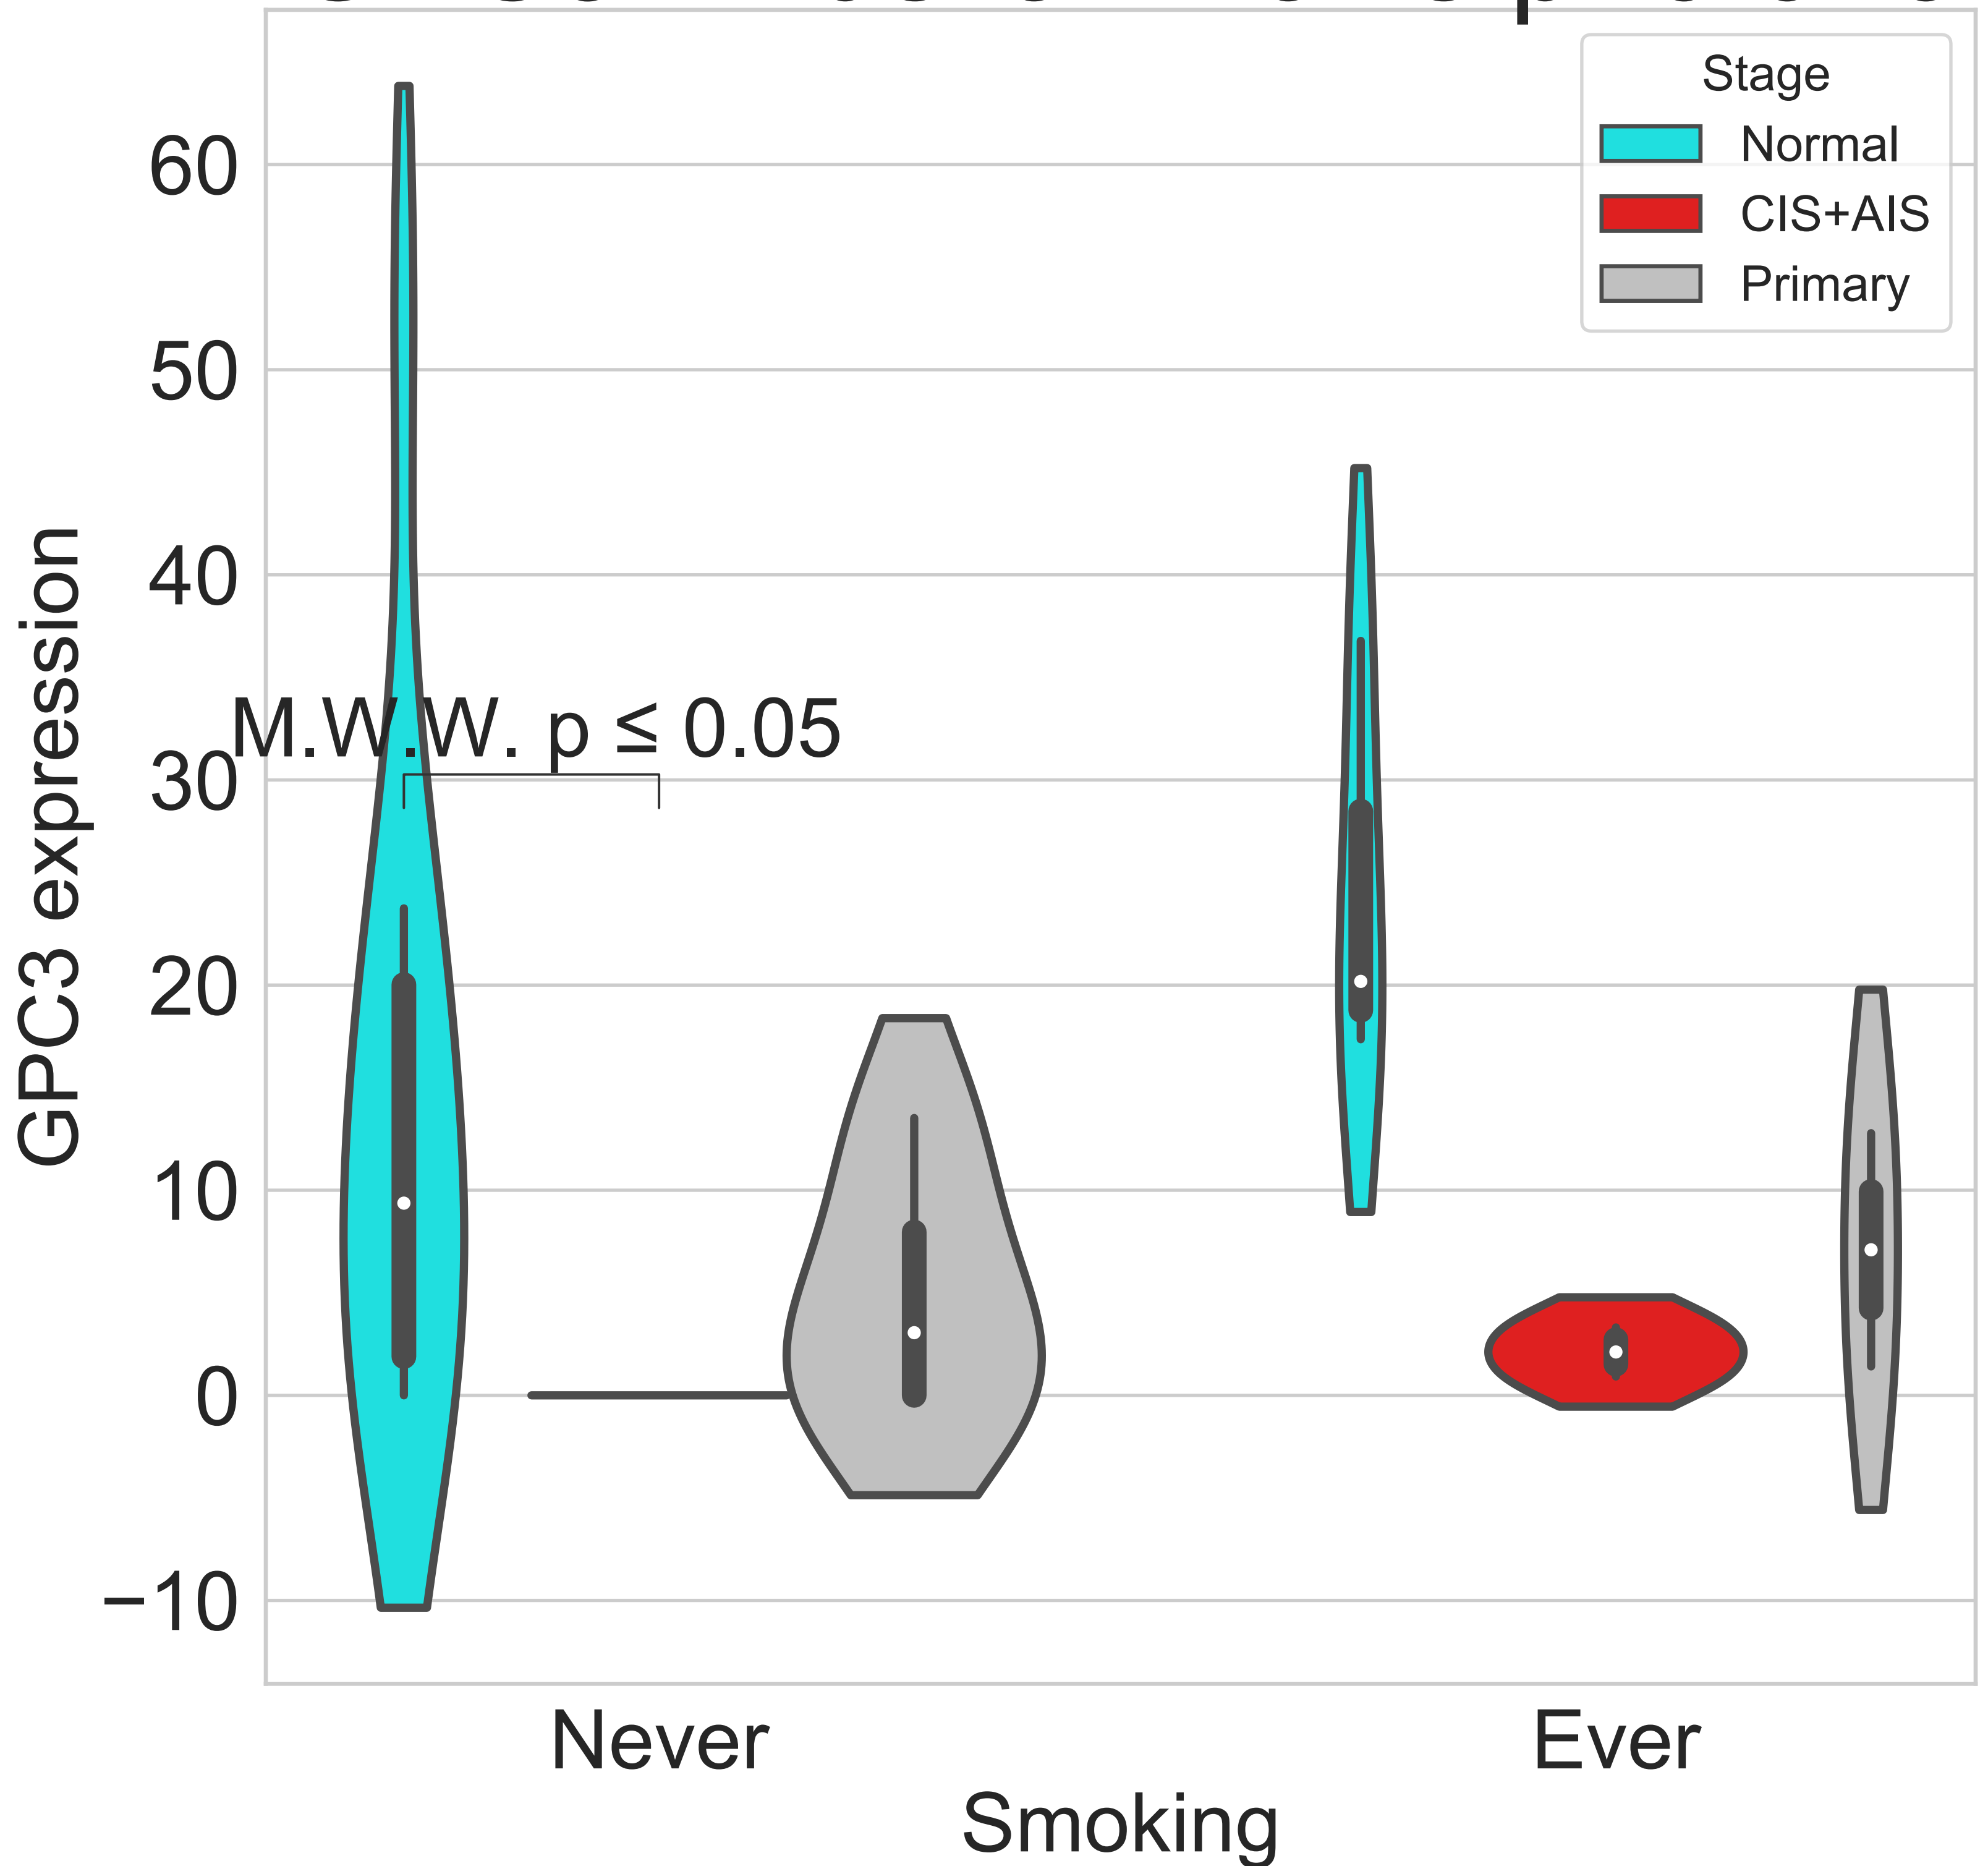 Stage
Normal
CIS+AIS
Primary
60
50
40
30
20
10
0
−10
GPC3 expression
M.W.W. p ≤ 0.05
Never
Ever
Smoking